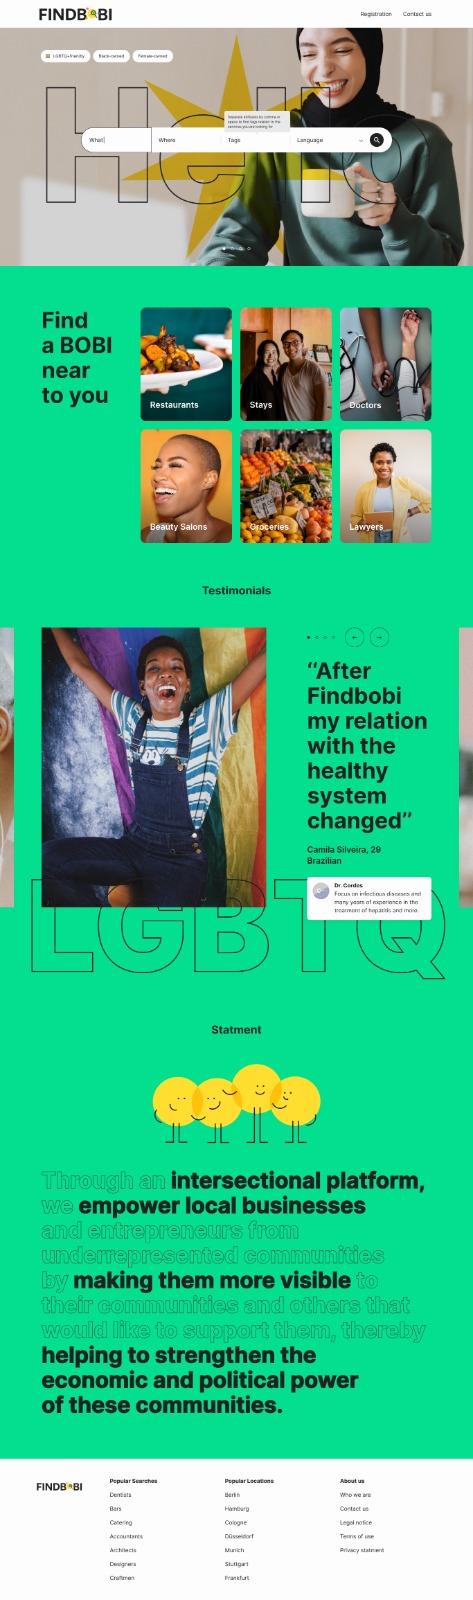 FINDBOBI
Registration Contact us
LGBTQ+friendly Black-owned Female-owned
Hello
Separate attributes by comma or
space to find tags related to the
services you are looking for
What Where Tags Language
Find
a BOBI
near
to you
Restaurants Stays Doctors
Beauty Salons Groceries Lawyers
Testimonials
“After
Findbobi
my relation
with the
healthy
system
changed”
Camila Silveira, 29
Brazilian
Dr. Cordes
Focus on infectious diseases and
many years of experience in the
treatment of hepatitis and more.
LGBTQ
Statment
Through an intersectional platform,
we empower local businesses
and entrepreneurs from
underrepresented communities
by making them more visible to
their communities and others that
would like to support them, thereby
helping to strengthen the
economic and political power
of these communities.
FINDBOBI
Popular Searches
Dentists
Bars
Catering
Accountants
Architects
Designers
Craftmen
Popular Locations
Berlin
Hamburg
Cologne
Düsseldorf
Munich
Stuttgart
Frankfurt
About us
Who we are
Contact us
Legal notice
Terms of use
Privacy statment